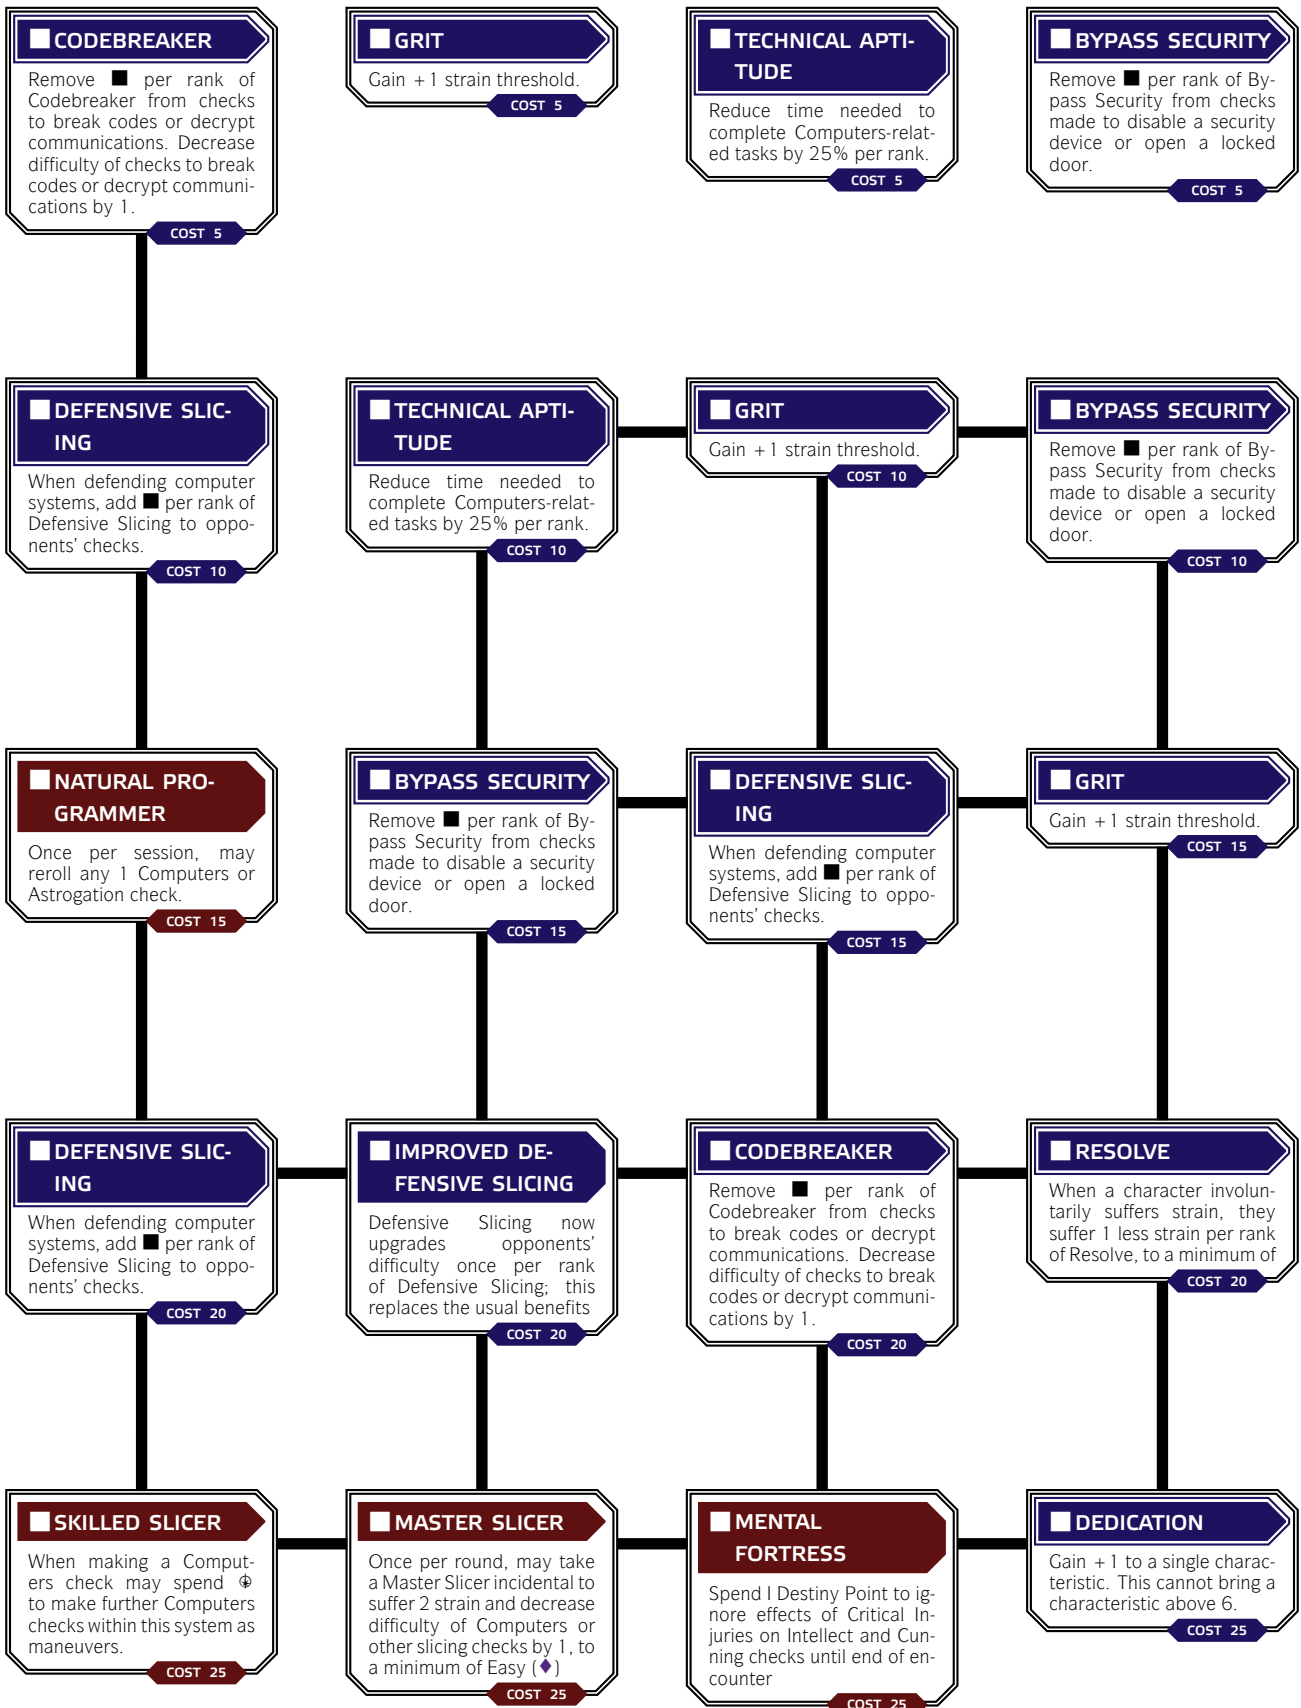 CODEBREAKER
Remove ■ per rank of
Codebreaker from checks
to break codes or decrypt
communications. Decrease
difficulty of checks to break
codes or decrypt communi-
cations by 1.
COST 5
GRIT
Gain +1 strain threshold.
COST 5
TECHNICAL APTI-
TUDE
Reduce time needed to
complete Computers-relat-
ed tasks by 25% per rank.
COST 5
BYPASS SECURITY
Remove ■ per rank of By-
pass Security from checks
made to disable a security
device or open a locked
door.
COST 5
DEFENSIVE SLIC-
ING
When defending computer
systems, add ■ per rank of
Defensive Slicing to oppo-
nents' checks.
COST 10
TECHNICAL APTI-
TUDE
Reduce time needed to
complete Computers-relat-
ed tasks by 25% per rank.
COST 10
GRIT
Gain +1 strain threshold.
COST 10
BYPASS SECURITY
Remove ■ per rank of By-
pass Security from checks
made to disable a security
device or open a locked
door.
COST 10
NATURAL PRO-
GRAMMER
Once per session, may
reroll any 1 Computers or
Astrogation check.
COST 15
BYPASS SECURITY
Remove ■ per rank of By-
pass Security from checks
made to disable a security
device or open a locked
door.
COST 15
DEFENSIVE SLIC-
ING
When defending computer
systems, add ■ per rank of
Defensive Slicing to oppo-
nents' checks.
COST 15
GRIT
Gain +1 strain threshold.
COST 15
DEFENSIVE SLIC-
ING
When defending computer
systems, add ■ per rank of
Defensive Slicing to oppo-
nents' checks.
COST 20
IMPROVED DE-
FENSIVE SLICING
Defensive Slicing now
upgrades opponents'
difficulty once per rank
of Defensive Slicing; this
replaces the usual benefits
COST 20
CODEBREAKER
Remove ■ per rank of
Codebreaker from checks
to break codes or decrypt
communications. Decrease
difficulty of checks to break
codes or decrypt communi-
cations by 1.
COST 20
RESOLVE
When a character involun-
tarily suffers strain, they
suffer 1 less strain per rank
of Resolve, to a minimum of
COST 20
SKILLED SLICER
When making a Comput-
ers check may spend
to make further Computers
checks within this system as
maneuvers.
COST 25
MASTER SLICER
Once per round, may take
a Master Slicer incidental to
suffer 2 strain and decrease
difficulty of Computers or
other slicing checks by 1, to
a minimum of Easy (♦)
COST 25
MENTAL
FORTRESS
Spend I Destiny Point to ig-
nore effects of Critical In-
juries on Intellect and Cun-
ning checks until end of en-
counter
COST 25
DEDICATION
Gain +1 to a single charac-
teristic. This cannot bring a
characteristic above 6.
COST 25